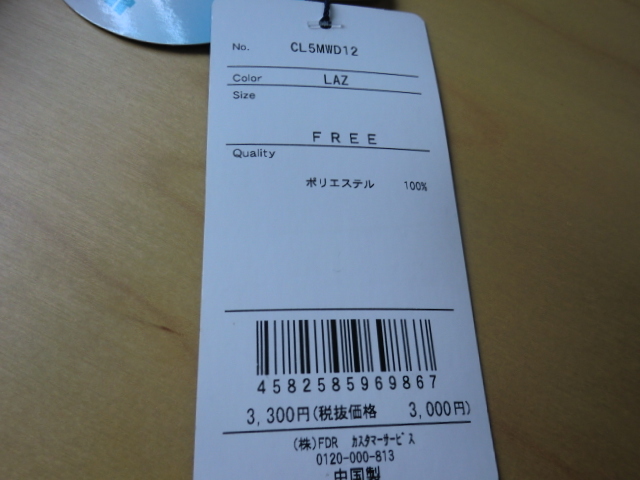 No. CL5MWD12
Color LAZ
Size
FREE
Quality
ポリエステル 100%
4582585969867
3,300円(税抜価格 3,000円)
(株)FDR ｶｽﾀﾏｰｻｰﾋﾞｽ
0120-000-813
中国製